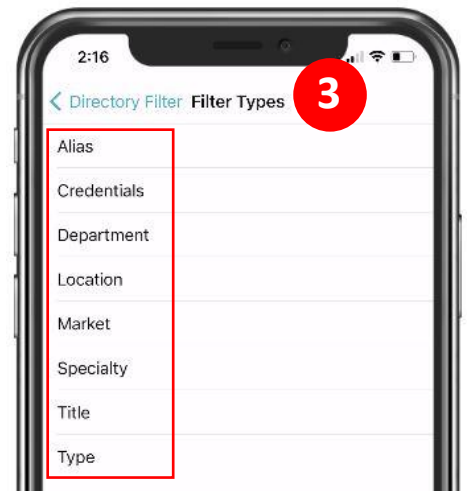 2:16
Directory Filter Filter Types
3
Alias
Credentials
Department
Location
Market
Specialty
Title
Type